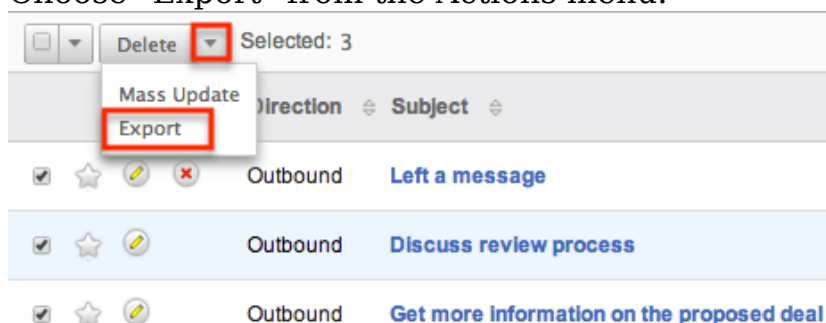 Choose "Export" from the Actions menu.
Delete Selected: 3
Mass Update
Direction Subject
Export
Outbound Left a message
Outbound Discuss review process
Outbound Get more information on the proposed deal